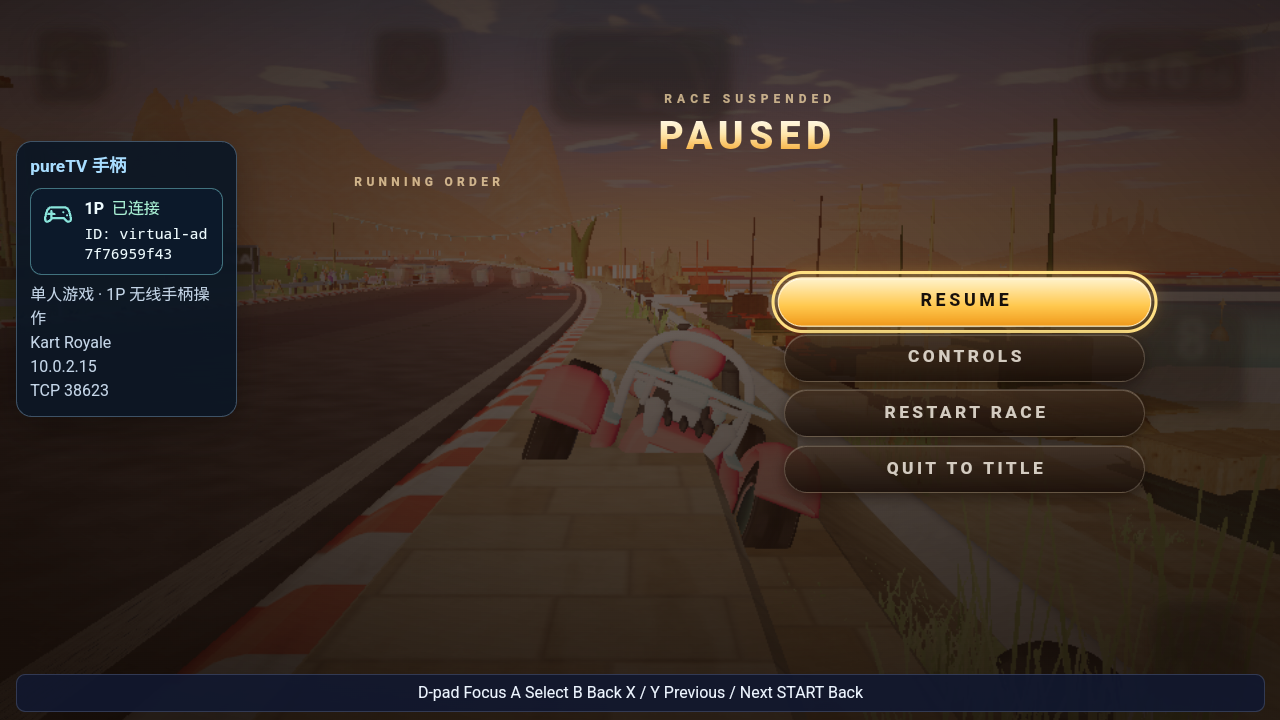 RACE SUSPENDED
PAUSED
RUNNING ORDER
pureTV 手柄
1P 已连接
ID: virtual-ad
7f76959f43
单人游戏 · 1P 无线手柄操
作
Kart Royale
10.0.2.15
TCP 38623
RESUME
CONTROLS
RESTART RACE
QUIT TO TITLE
D-pad Focus A Select B Back X / Y Previous / Next START Back